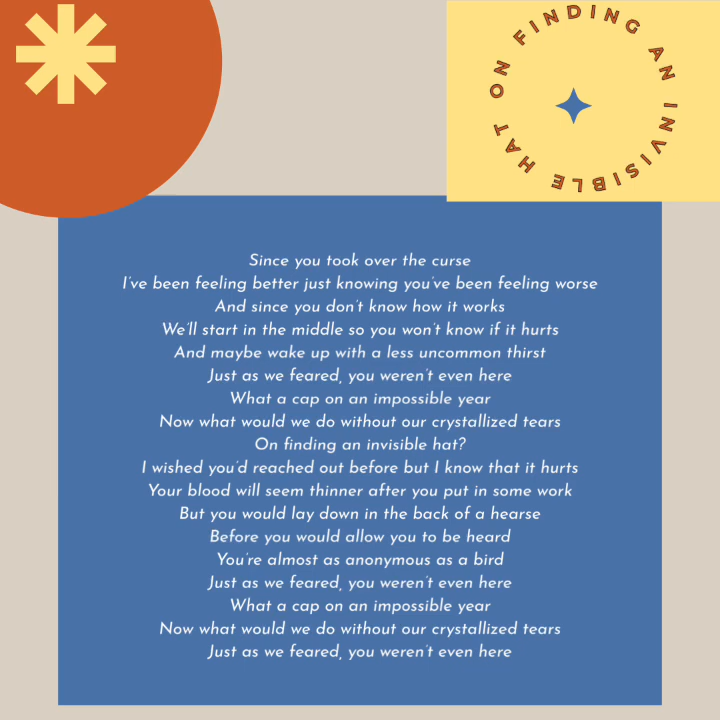 ON FINDING AN INVISIBLE HAT
Since you took over the curse
I've been feeling better just knowing you've been feeling worse
And since you don't know how it works
We'll start in the middle so you won't know if it hurts
And maybe wake up with a less uncommon thirst
Just as we feared, you weren't even here
What a cap on an impossible year
Now what would we do without our crystallized tears
On finding an invisible hat?
I wished you'd reached out before but I know that it hurts
Your blood will seem thinner after you put in some work
But you would lay down in the back of a hearse
Before you would allow you to be heard
You're almost as anonymous as a bird
Just as we feared, you weren't even here
What a cap on an impossible year
Now what would we do without our crystallized tears
Just as we feared, you weren't even here